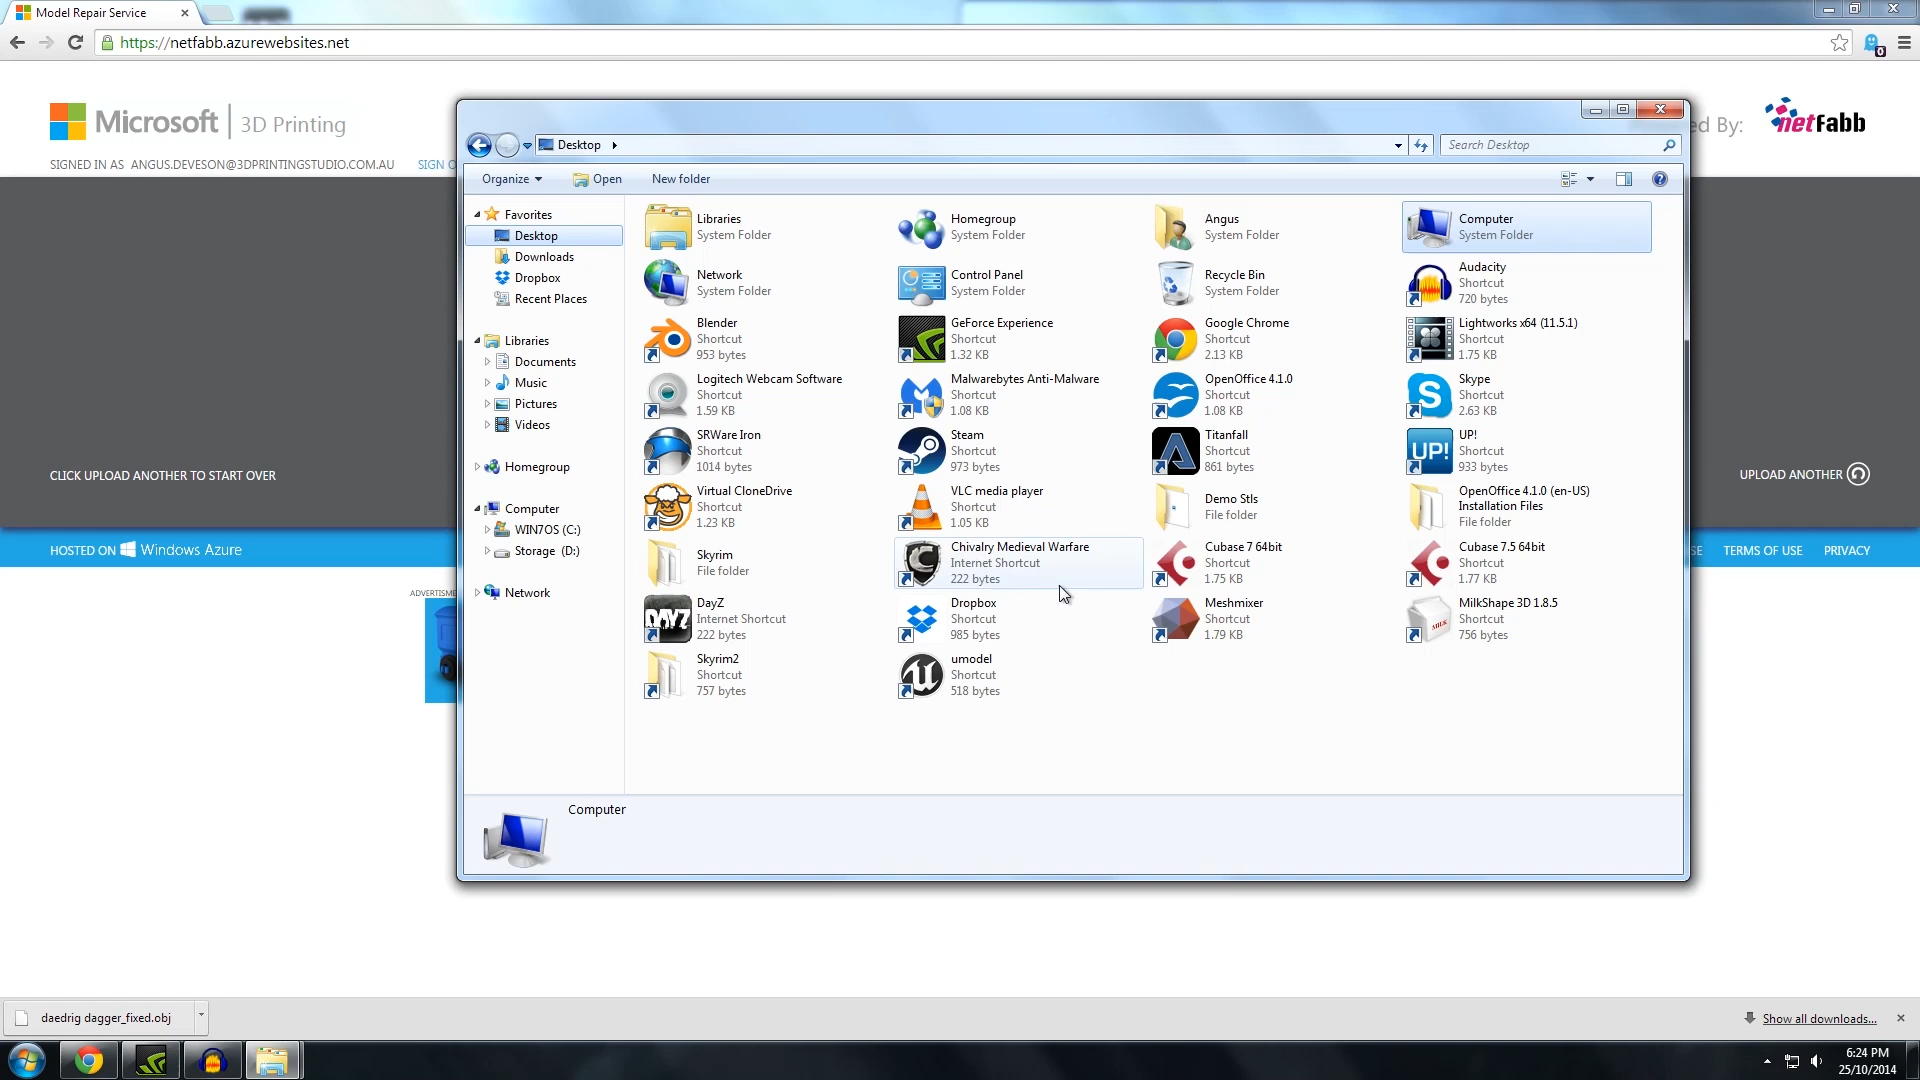 Model Repair Service
https://netfabb.azurewebsites.net
0
Microsoft 3D Printing
ed By:
netfabb
SIGNED IN AS ANGUS.DEVESON@3DPRINTINGSTUDIO.COM.AU
SIGN O
CLICK UPLOAD ANOTHER TO START OVER
UPLOAD ANOTHER
HOSTED ON Windows Azure
SE
TERMS OF USE
PRIVACY
ADVERTISME
Desktop
Search Desktop
Organize
Open
New folder
Favorites
Desktop
Downloads
Dropbox
Recent Places
Libraries
Documents
Music
Pictures
Videos
Homegroup
Computer
WIN7OS (C:)
Storage (D:)
Network
Libraries
System Folder
Homegroup
System Folder
Angus
System Folder
Computer
System Folder
Network
System Folder
Control Panel
System Folder
Recycle Bin
System Folder
Audacity
Shortcut
720 bytes
Blender
Shortcut
953 bytes
GeForce Experience
Shortcut
1.32 KB
Google Chrome
Shortcut
2.13 KB
Lightworks x64 (11.5.1)
Shortcut
1.75 KB
Logitech Webcam Software
Shortcut
1.59 KB
Malwarebytes Anti-Malware
Shortcut
1.08 KB
OpenOffice 4.1.0
Shortcut
1.08 KB
Skype
Shortcut
2.63 KB
SRWare Iron
Shortcut
1014 bytes
Steam
Shortcut
973 bytes
Titanfall
Shortcut
861 bytes
UP!
UP!
Shortcut
933 bytes
Virtual CloneDrive
Shortcut
1.23 KB
VLC media player
Shortcut
1.05 KB
Demo Stls
File folder
OpenOffice 4.1.0 (en-US)
Installation Files
File folder
Skyrim
File folder
Chivalry Medieval Warfare
Internet Shortcut
222 bytes
Cubase 7 64bit
Shortcut
1.75 KB
Cubase 7.5 64bit
Shortcut
1.77 KB
DAYZ
DayZ
Internet Shortcut
222 bytes
Dropbox
Shortcut
985 bytes
Meshmixer
Shortcut
1.79 KB
MILK
MilkShape 3D 1.8.5
Shortcut
756 bytes
Skyrim2
Shortcut
757 bytes
umodel
Shortcut
518 bytes
Computer
daedrig dagger_fixed.obj
Show all downloads...
6:24 PM
25/10/2014